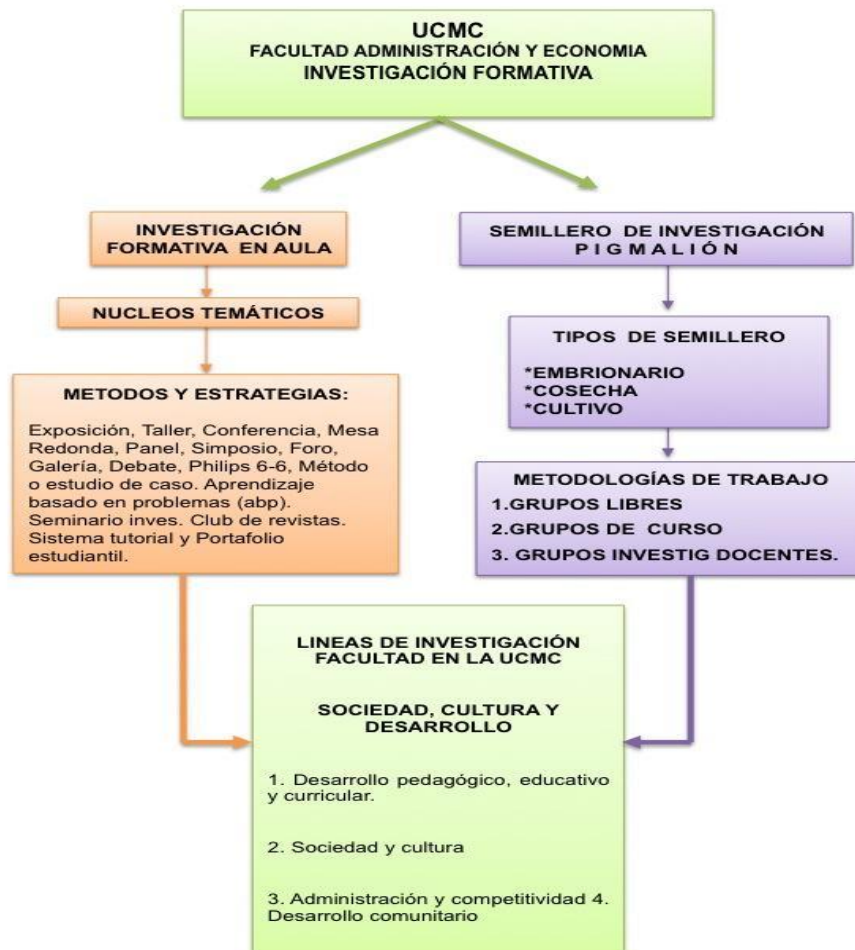 UCMC
FACULTAD ADMINISTRACIÓN Y ECONOMIA
INVESTIGACIÓN FORMATIVA
INVESTIGACIÓN
FORMATIVA EN AULA
NUCLEOS TEMÁTICOS
METODOS Y ESTRATEGIAS:
Exposición, Taller, Conferencia, Mesa
Redonda, Panel, Simposio, Foro,
Galería, Debate, Philips 6-6, Método
o estudio de caso. Aprendizaje
basado en problemas (abp).
Seminario inves. Club de revistas.
Sistema tutorial y Portafolio
estudiantil.
SEMILLERO DE INVESTIGACIÓN
P I G M A L I Ó N
TIPOS DE SEMILLERO
*EMBRIONARIO
*COSECHA
*CULTIVO
METODOLOGÍAS DE TRABAJO
1.GRUPOS LIBRES
2.GRUPOS DE CURSO
3. GRUPOS INVESTIG DOCENTES.
LINEAS DE INVESTIGACIÓN
FACULTAD EN LA UCMC
SOCIEDAD, CULTURA Y
DESARROLLO
1. Desarrollo pedagógico, educativo
y curricular.
2. Sociedad y cultura
3. Administración y competitividad 4.
Desarrollo comunitario